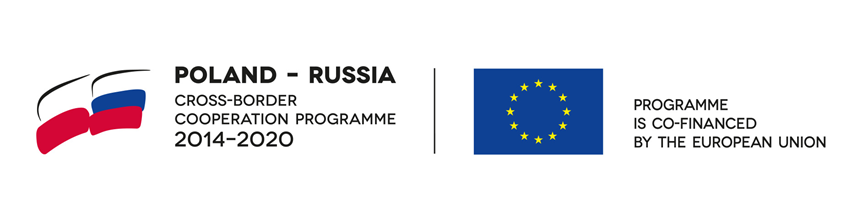 POLAND – RUSSIA
CROSS-BORDER
COOPERATION PROGRAMME
2014–2020
PROGRAMME
IS CO-FINANCED
BY THE EUROPEAN UNION